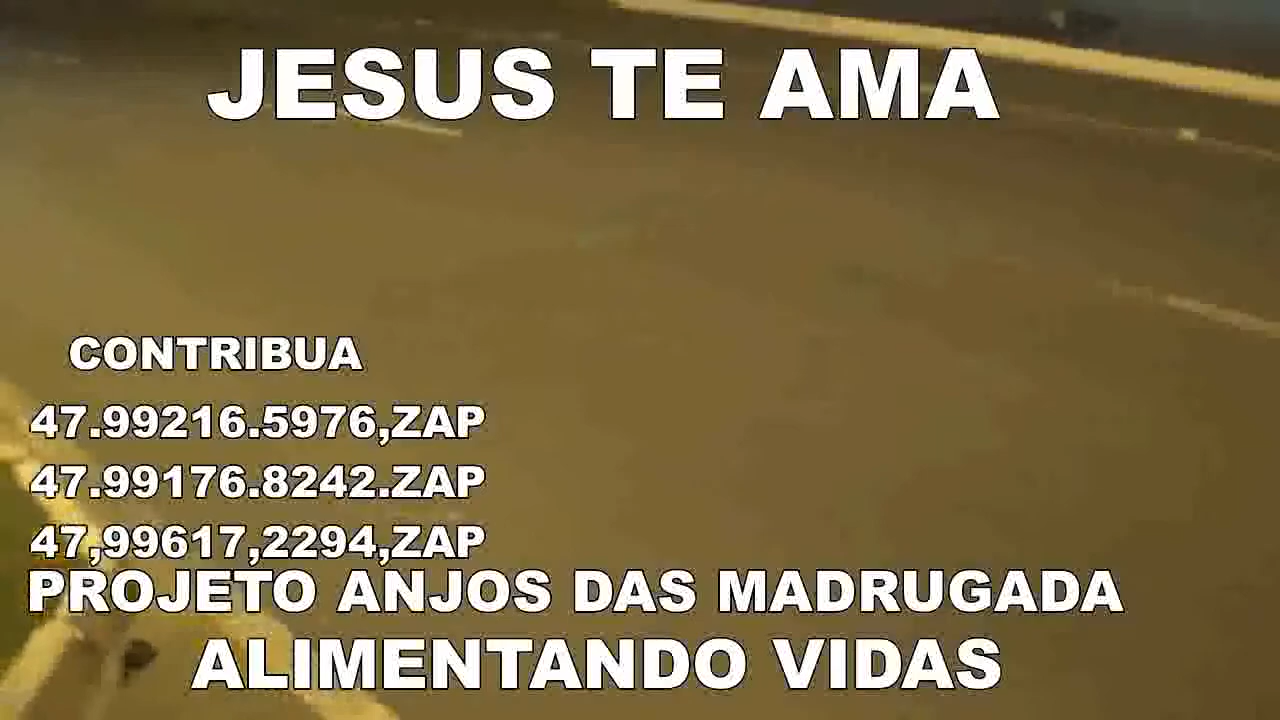 JESUS TE AMA
CONTRIBUA
47.99216.5976,ZAP
47.99176.8242.ZAP
47,99617,2294,ZAP
PROJETO ANJOS DAS MADRUGADA
ALIMENTANDO VIDAS